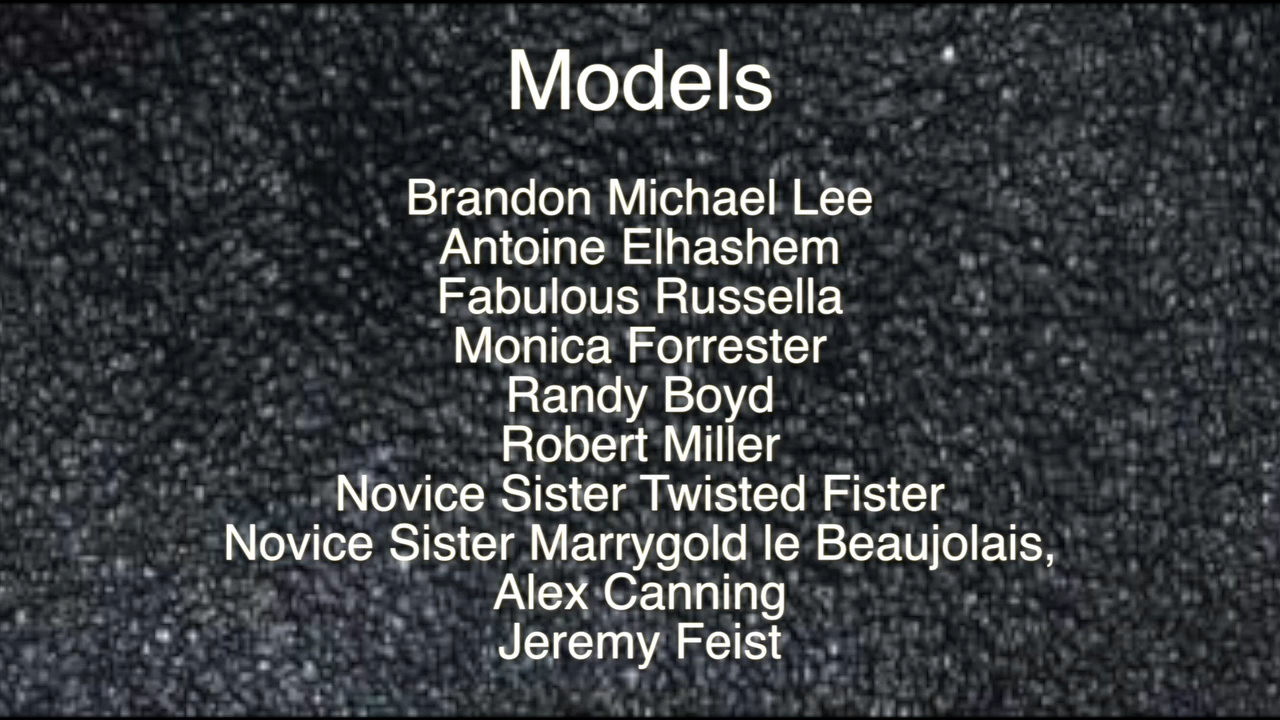 Models
Brandon Michael Lee
Antoine Elhashem
Fabulous Russella
Monica Forrester
Randy Boyd
Robert Miller
Novice Sister Twisted Fister
Novice Sister Marrygold le Beaujolais,
Alex Canning
Jeremy Feist